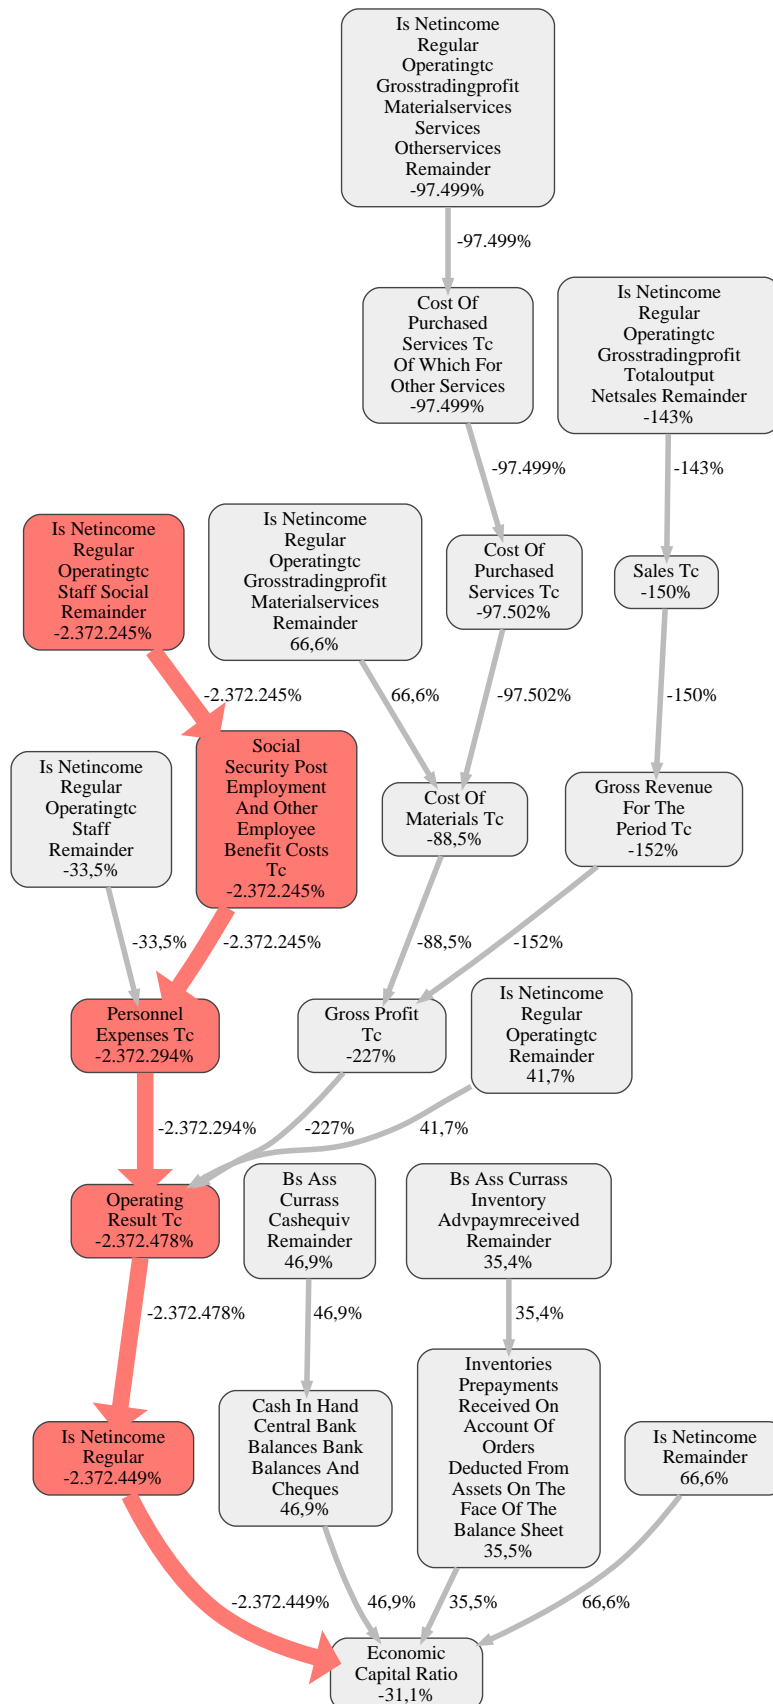 Is Netincome
Regular
Operatingtc
Grosstradingprofit
Materialservices
Services
Otherservices
Remainder
-97.499%
-97.499%
Cost Of
Purchased
Services Tc
Of Which For
Other Services
-97.499%
Is Netincome
Regular
Operatingtc
Grosstradingprofit
Totaloutput
Netsales Remainder
-143%
-97.499%
-143%
Is Netincome
Regular
Operatingtc
Staff Social
Remainder
-2.372.245%
Is Netincome
Regular
Operatingtc
Grosstradingprofit
Materialservices
Remainder
66,6%
Cost Of
Purchased
Services Tc
-97.502%
Sales Tc
-150%
-2.372.245%
66,6%
-97.502%
-150%
Is Netincome
Regular
Operatingtc
Staff
Remainder
-33,5%
Social
Security Post
Employment
And Other
Employee
Benefit Costs
Tc
-2.372.245%
Cost Of
Materials Tc
-88,5%
Gross Revenue
For The
Period Tc
-152%
-33,5%
-2.372.245%
-88,5%
-152%
Personnel
Expenses Tc
-2.372.294%
Gross Profit
Tc
-227%
Is Netincome
Regular
Operatingtc
Remainder
41,7%
-2.372.294%
-227%
41,7%
Operating
Result Tc
-2.372.478%
Bs Ass
Currass
Cashequiv
Remainder
46,9%
Bs Ass Currass
Inventory
Advpaymreceived
Remainder
35,4%
-2.372.478%
46,9%
35,4%
Is Netincome
Regular
-2.372.449%
Cash In Hand
Central Bank
Balances Bank
Balances And
Cheques
46,9%
Inventories
Prepayments
Received On
Account Of
Orders
Deducted From
Assets On The
Face Of The
Balance Sheet
35,5%
Is Netincome
Remainder
66,6%
-2.372.449%
46,9%
35,5%
66,6%
Economic
Capital Ratio
-31,1%